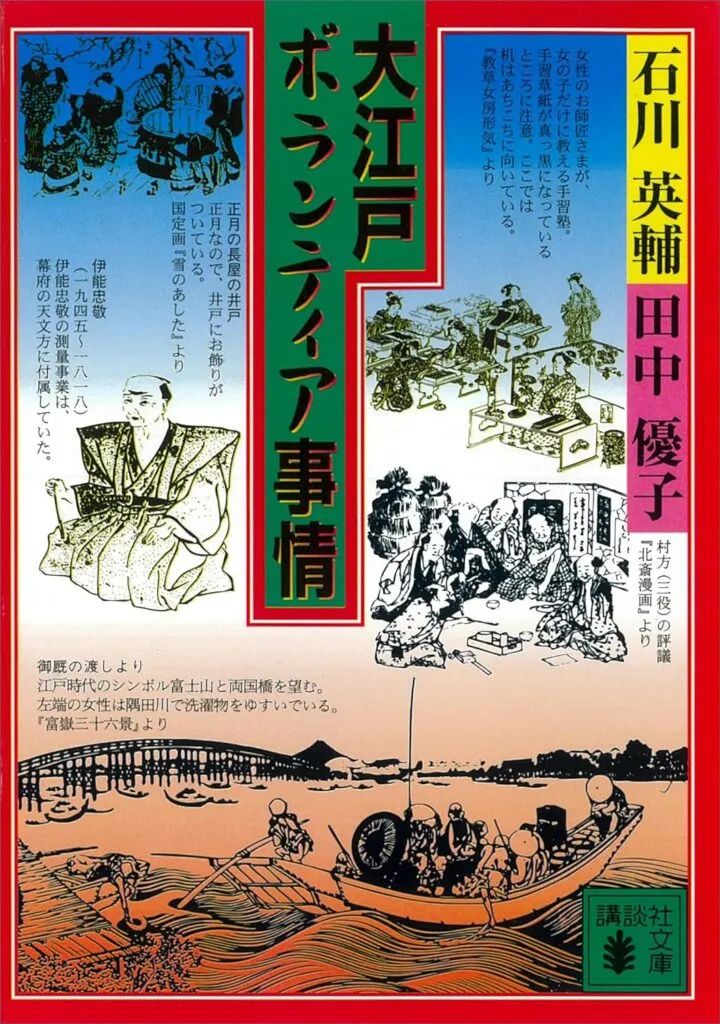 石川 英輔
田中 優子
大江戸
ボランティア事情
女性のお師匠さまが、
女の子だけに教える手習塾。
手習草紙が真っ黒になっている
ところに注意。ここでは
机はあちこちに向いている。
『教草女房形気』より
正月の長屋の井戸
正月なので、井戸にお飾りが
ついている。
国定画『雪のあした』より
伊能忠敬
（一九四五〜一八一八）
伊能忠敬の測量事業は、
幕府の天文方に付属していた。
村方（三役）の評議
『北斎漫画』より
御厩の渡しより
江戸時代のシンボル富士山と両国橋を望む。
左端の女性は隅田川で洗濯物をゆすいでいる。
『富嶽三十六景』より
講談社
文庫